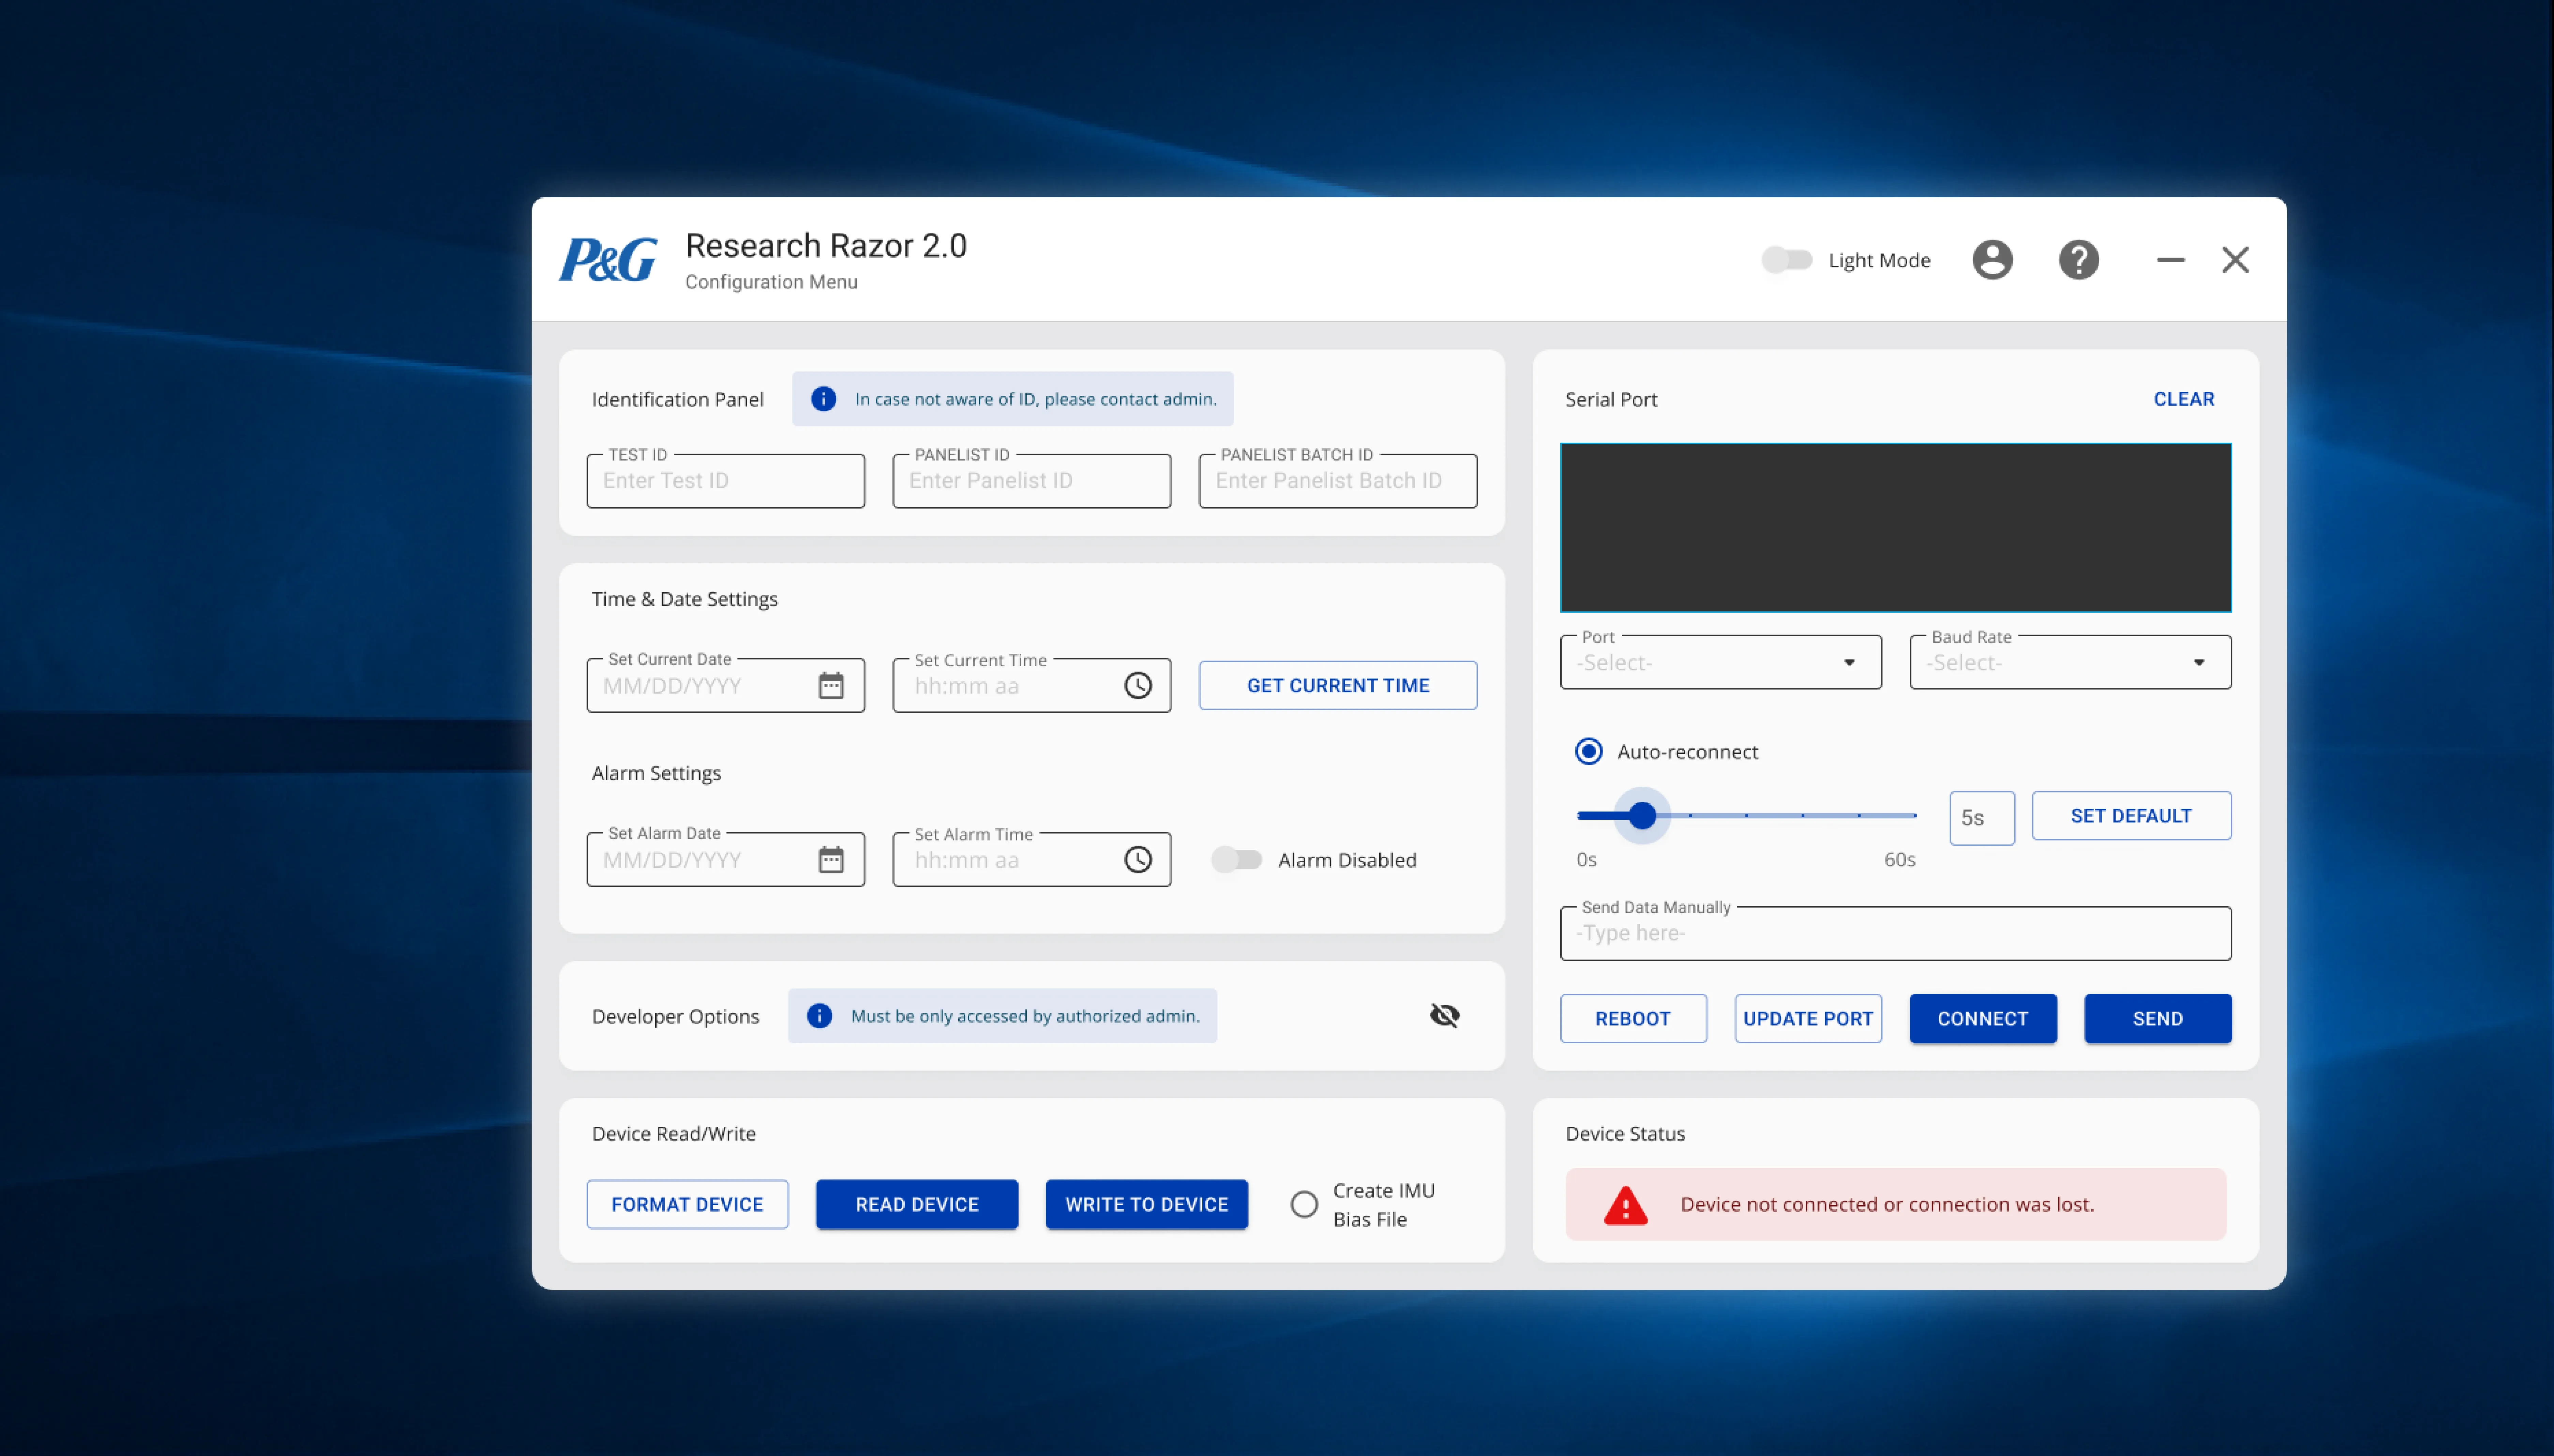 P&G
Research Razor 2.0
Configuration Menu
Light Mode
Identification Panel
In case not aware of ID, please contact admin.
TEST ID
Enter Test ID
PANELIST ID
Enter Panelist ID
PANELIST BATCH ID
Enter Panelist Batch ID
Time & Date Settings
Set Current Date
MM/DD/YYYY
Set Current Time
hh:mm aa
GET CURRENT TIME
Alarm Settings
Set Alarm Date
MM/DD/YYYY
Set Alarm Time
hh:mm aa
Alarm Disabled
Developer Options
Must be only accessed by authorized admin.
Device Read/Write
FORMAT DEVICE
READ DEVICE
WRITE TO DEVICE
Create IMU
Bias File
Serial Port
CLEAR
Port
-Select-
Baud Rate
-Select-
Auto-reconnect
0s
60s
5s
SET DEFAULT
Send Data Manually
-Type here-
REBOOT
UPDATE PORT
CONNECT
SEND
Device Status
Device not connected or connection was lost.